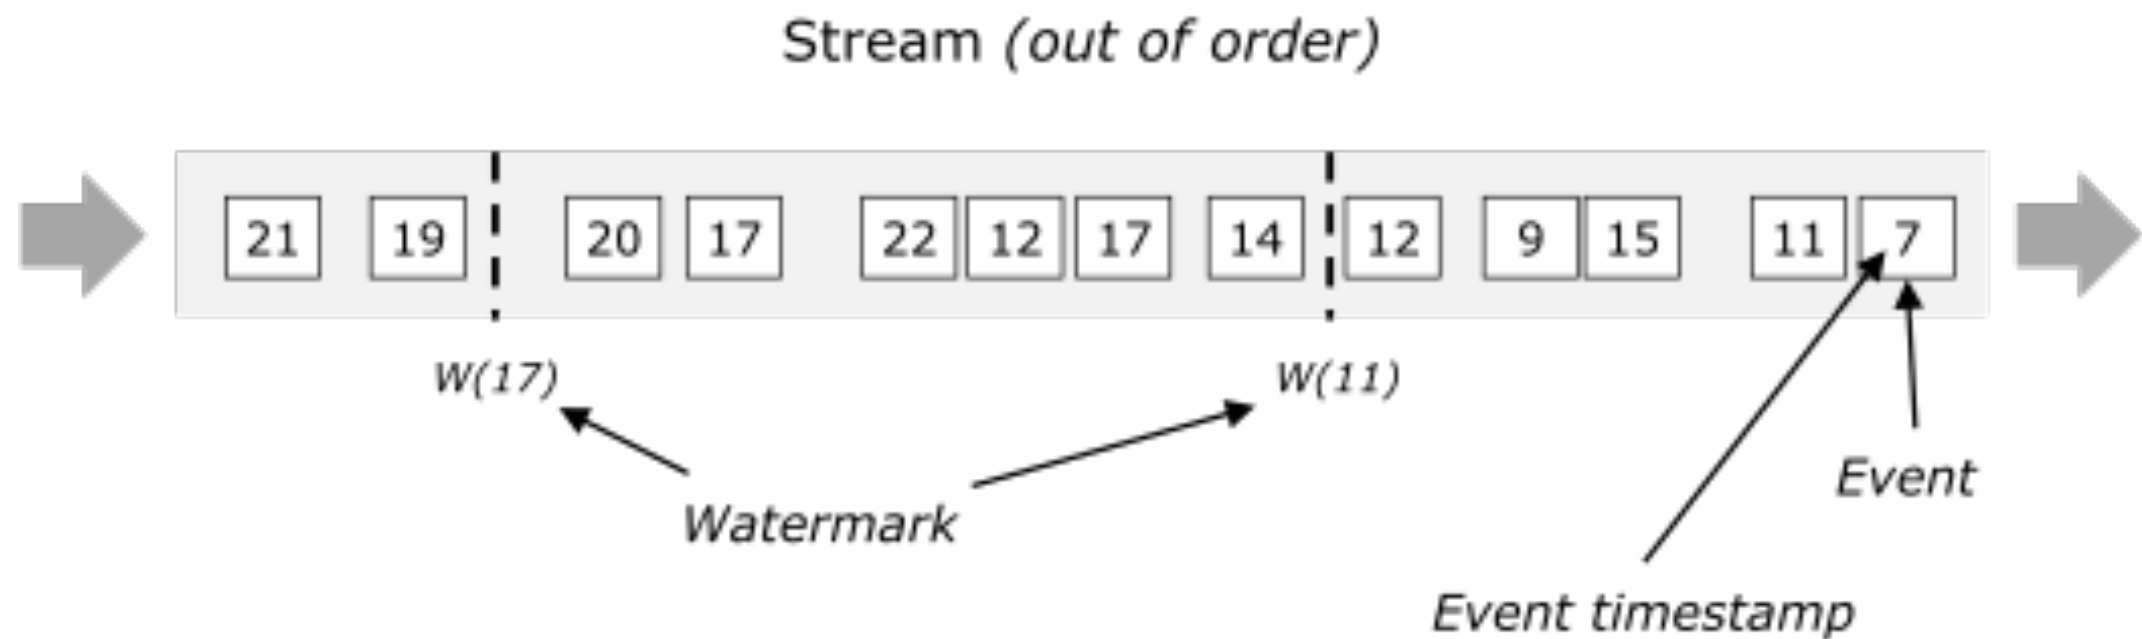 Stream (out of order)
21 19 20 17 22 12 17 14 12 9 15 11 7
W(17) W(11)
Watermark
Event
Event timestamp